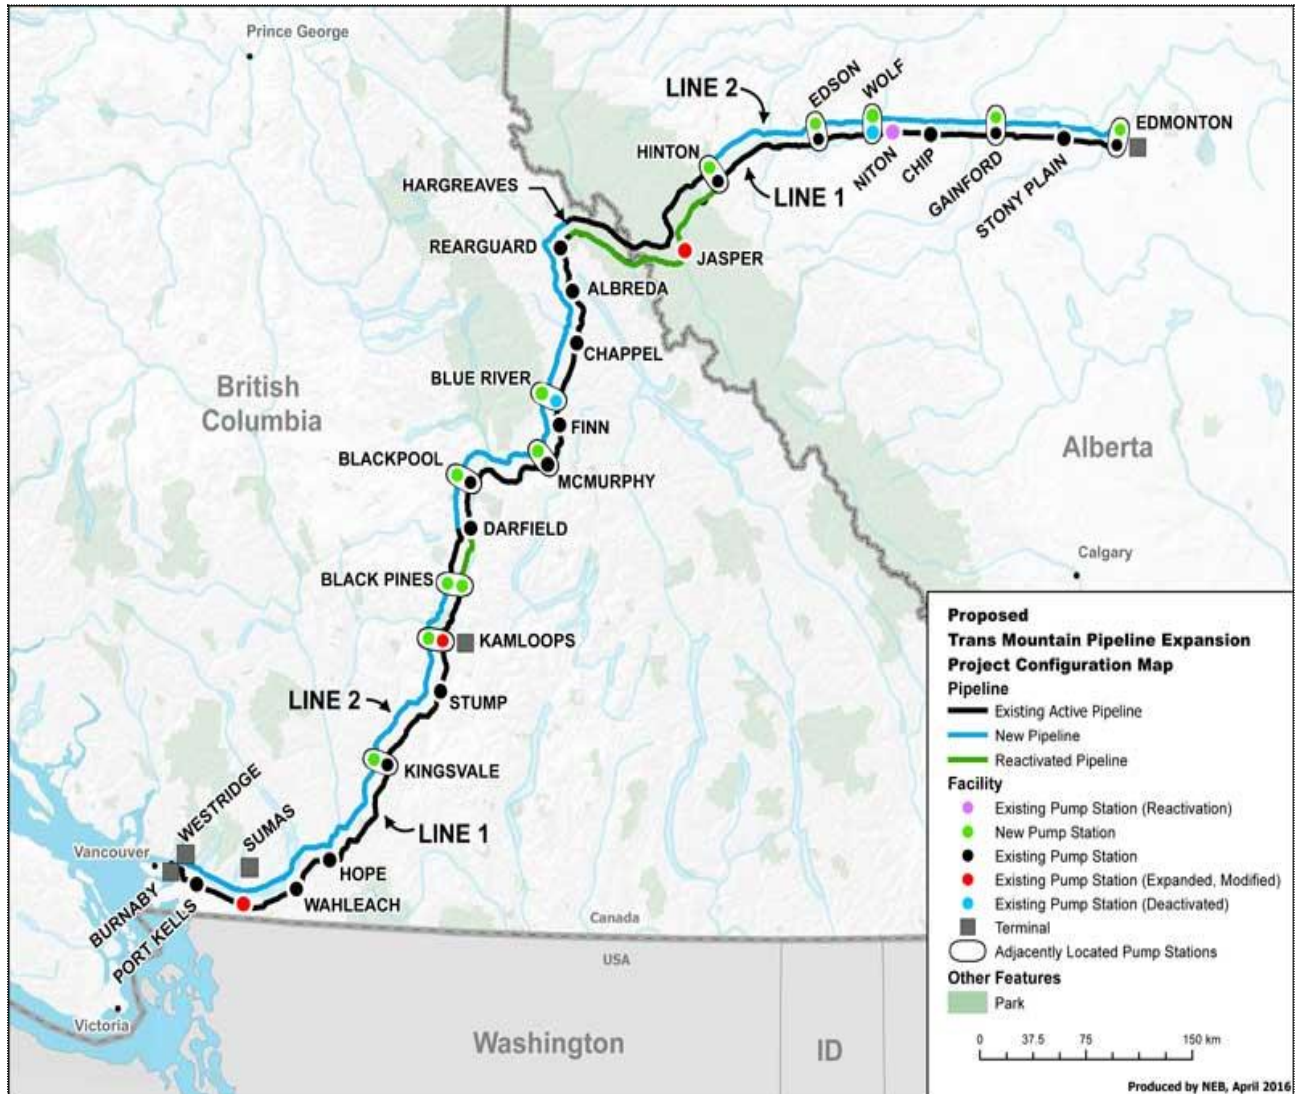 Prince George
LINE 2
EDSON
WOLF
EDMONTON
HINTON
NITON
CHIP
GAINFORD
STONY PLAIN
LINE 1
HARGREAVES
REARGUARD
JASPER
ALBREDA
CHAPPEL
BLUE RIVER
British
Columbia
FINN
Alberta
BLACKPOOL
MCMURPHY
DARFIELD
Calgary
BLACK PINES
KAMLOOPS
LINE 2
STUMP
KINGSVALE
WESTRIDGE
SUMAS
LINE 1
Vancouver
HOPE
BURNABY
WAHLEACH
PORT KELLS
Canada
USA
Victoria
Washington
ID
Proposed
Trans Mountain Pipeline Expansion
Project Configuration Map
Pipeline
Existing Active Pipeline
New Pipeline
Reactivated Pipeline
Facility
Existing Pump Station (Reactivation)
New Pump Station
Existing Pump Station
Existing Pump Station (Expanded, Modified)
Existing Pump Station (Deactivated)
Terminal
Adjacently Located Pump Stations
Other Features
Park
0 37.5 75 150 km
Produced by NEB, April 2016